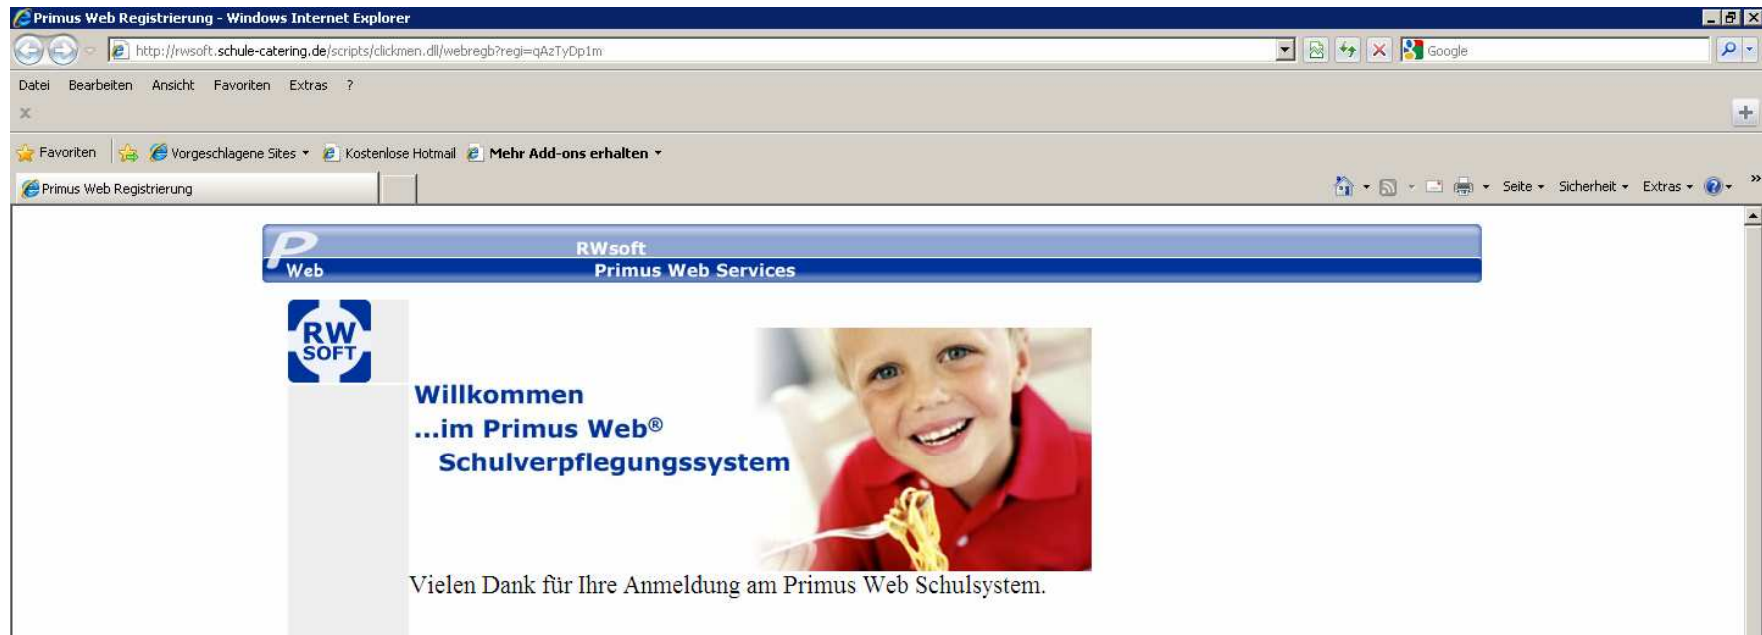 Primus Web Registrierung - Windows Internet Explorer
http://rwsoft.schule-catering.de/scripts/clickmen.dll/webregb?regi=qAzTyDp1m
Google
Datei Bearbeiten Ansicht Favoriten Extras ?
Favoriten Vorgeschlagene Sites Kostenlose Hotmail Mehr Add-ons erhalten
Primus Web Registrierung
Seite Sicherheit Extras
P
RWsoft
Web
Primus Web Services
RW
SOFT
Willkommen
...im Primus Web®
Schulverpflegungssystem
Vielen Dank für Ihre Anmeldung am Primus Web Schulsystem.